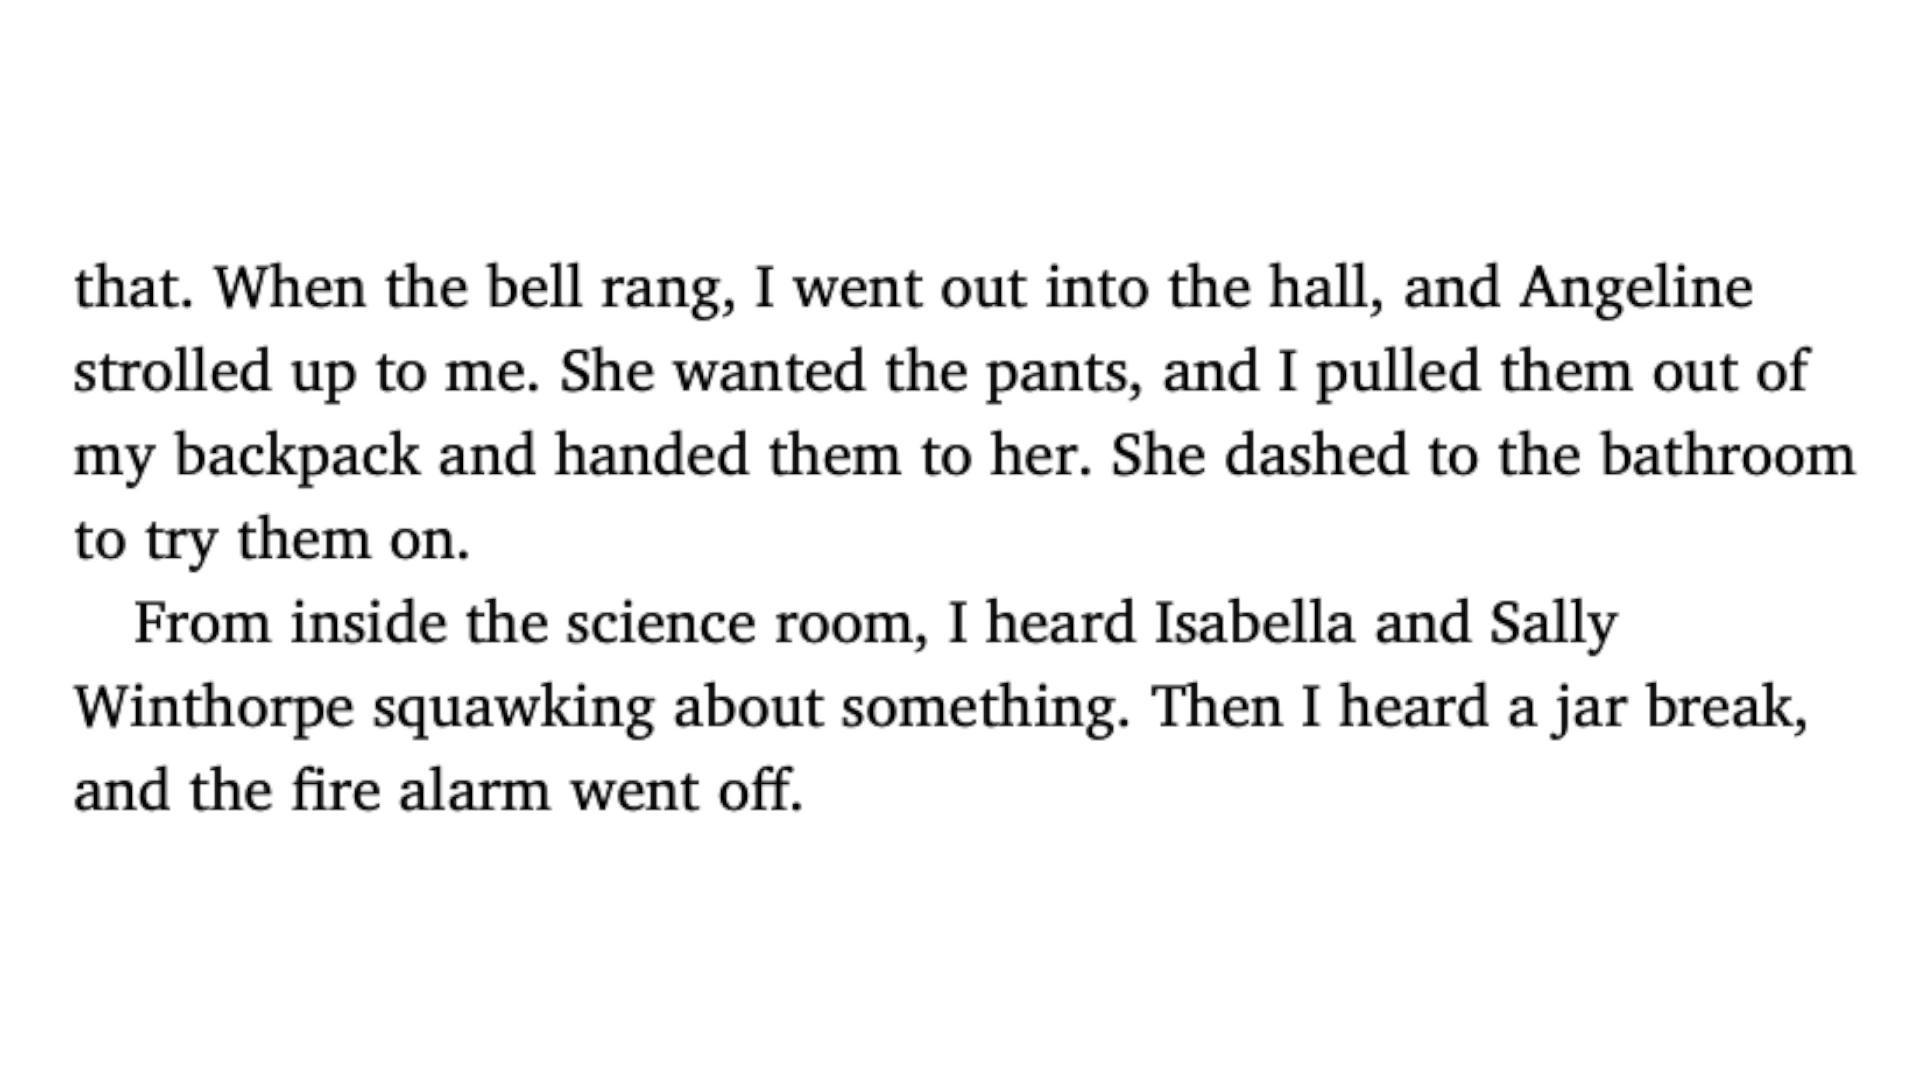 that. When the bell rang, I went out into the hall, and Angeline
strolled up to me. She wanted the pants, and I pulled them out of
my backpack and handed them to her. She dashed to the bathroom
to try them on.
From inside the science room, I heard Isabella and Sally
Winthorpe squawking about something. Then I heard a jar break,
and the fire alarm went off.